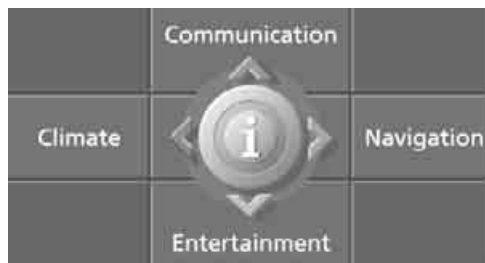 Communication
Climate
i
Navigation
Entertainment